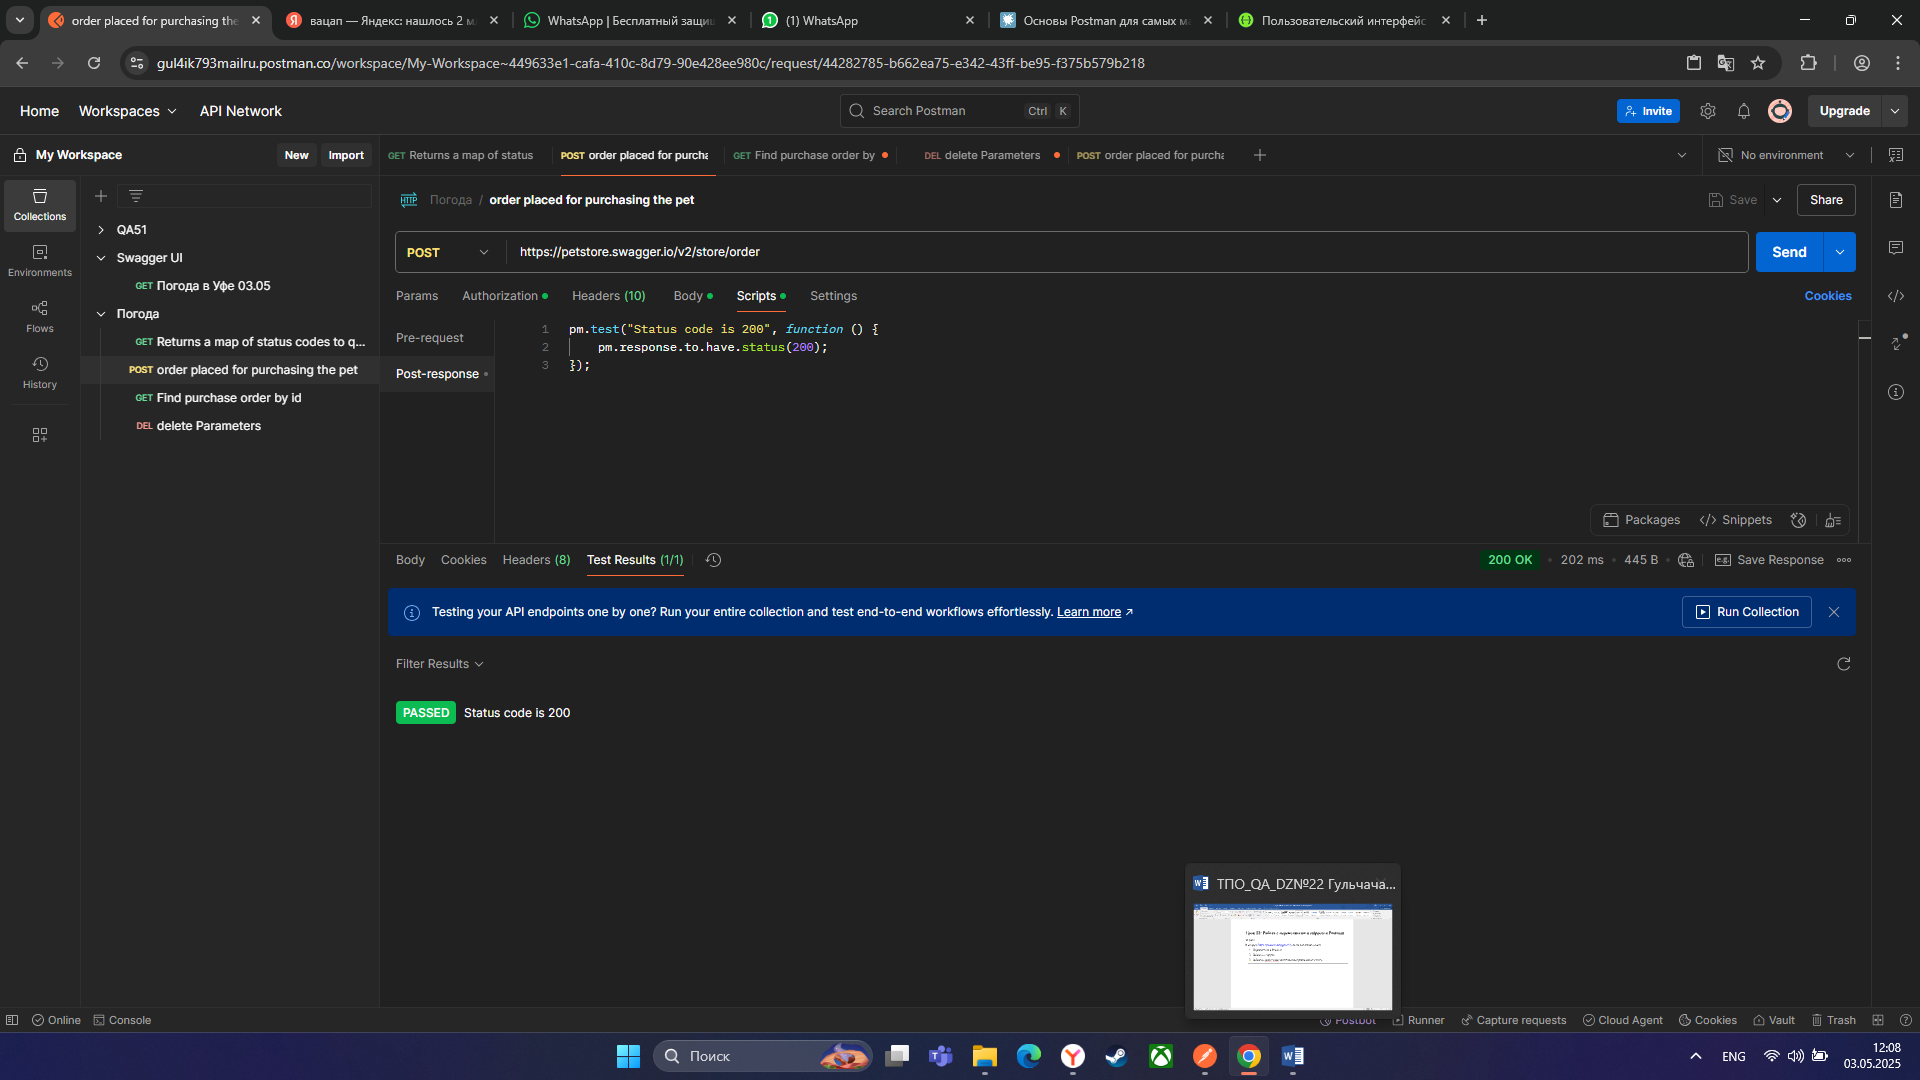 order placed for purchasing the
вацап — Яндекс: нашлось 2 м
WhatsApp | Бесплатный защи
(1) WhatsApp
Основы Postman для самых м
Пользовательский интерфейс
gul4ik793mailru.postman.co/workspace/My-Workspace~449633e1-cafa-410c-8d79-90e428ee980c/request/44282785-b662ea75-e342-43ff-be95-f375b579b218
Home
Workspaces
API Network
Search Postman
Ctrl
K
Invite
Upgrade
My Workspace
New
Import
GET Returns a map of status
POST order placed for purcha
GET Find purchase order by
DEL delete Parameters
POST order placed for purcha
No environment
Collections
Environments
Flows
History
QA51
Swagger UI
GET Погода в Уфе 03.05
Погода
GET Returns a map of status codes to q...
POST order placed for purchasing the pet
GET Find purchase order by id
DEL delete Parameters
HTTP Погода / order placed for purchasing the pet
Save
Share
POST
https://petstore.swagger.io/v2/store/order
Send
Params
Authorization
Headers (10)
Body
Scripts
Settings
Cookies
Pre-request
Post-response
1 pm.test("Status code is 200", function () {
2 pm.response.to.have.status(200);
3 });
Packages
Snippets
Body
Cookies
Headers (8)
Test Results (1/1)
200 OK
202 ms
445 B
e.g.
Save Response
Testing your API endpoints one by one? Run your entire collection and test end-to-end workflows effortlessly. Learn more
Run Collection
Filter Results
PASSED
Status code is 200
ТПО_QA_DZ№22 Гульчача...
Online
Console
Postbot
Runner
Capture requests
Cloud Agent
Cookies
Vault
Trash
Поиск
ENG
12:08
03.05.2025